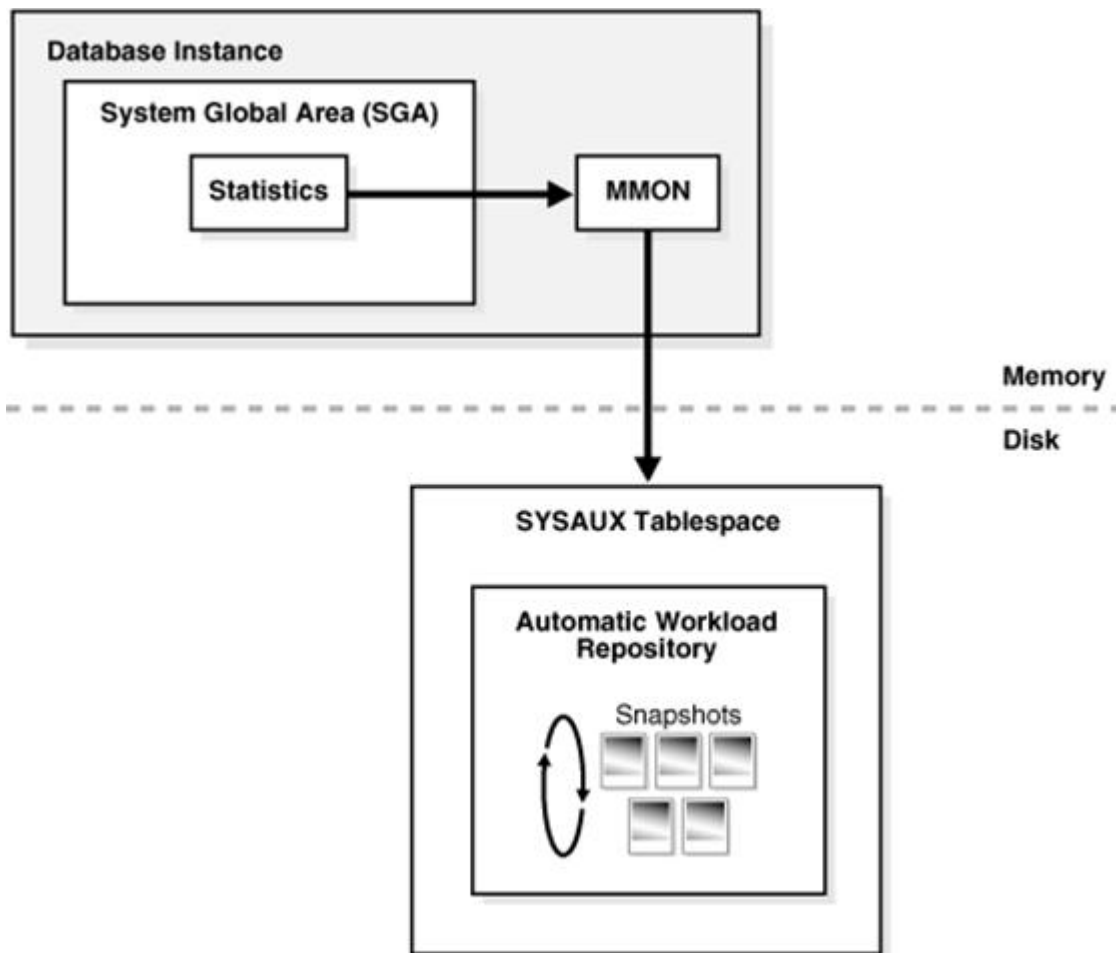 Database Instance
System Global Area (SGA)
Statistics
MMON
Memory
Disk
SYSAUX Tablespace
Automatic Workload
Repository
Snapshots